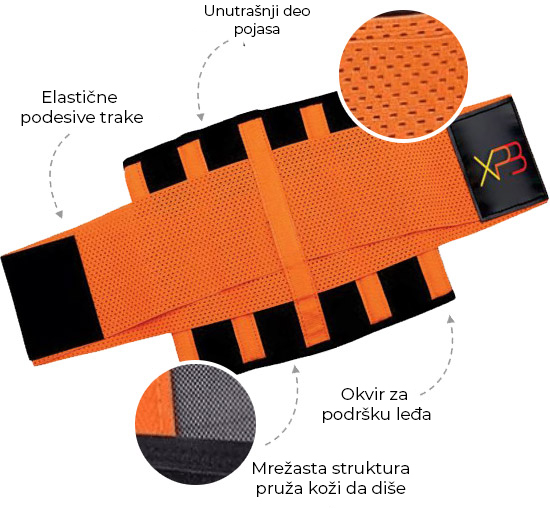 Unutrašnji deo
pojasa
Elastične
podesive trake
XPB
Okvir za
podršku leđa
Mrežasta struktura
pruža koži da diše